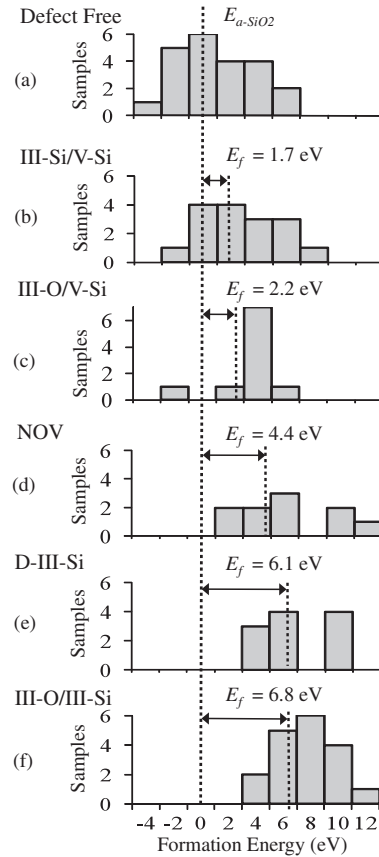 Defect Free
E_{a-SiO2}
(a)
Samples
6
4
2
0
III-Si/V-Si
E_f = 1.7 eV
(b)
Samples
6
4
2
0
III-O/V-Si
E_f = 2.2 eV
(c)
Samples
6
4
2
0
NOV
E_f = 4.4 eV
(d)
Samples
6
4
2
0
D-III-Si
E_f = 6.1 eV
(e)
Samples
6
4
2
0
III-O/III-Si
E_f = 6.8 eV
(f)
Samples
6
4
2
0
-4 -2 0 2 4 6 8 10 12
Formation Energy (eV)